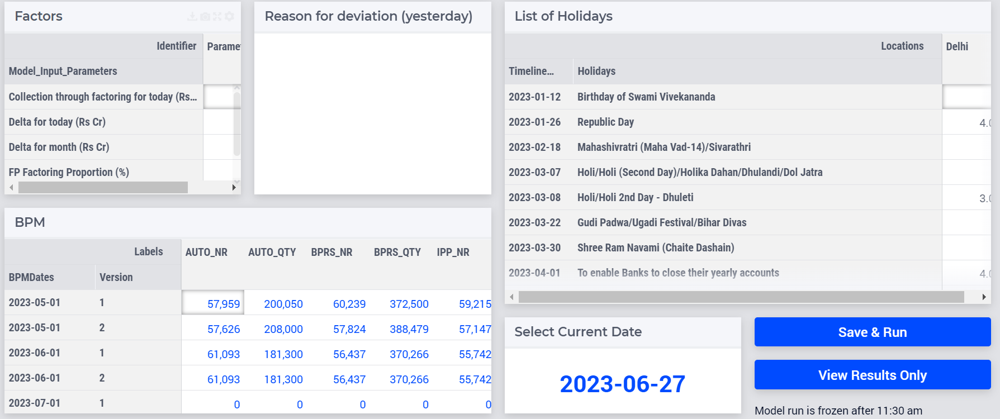 Factors
Identifier
Model_Input_Parameters
Collection through factoring for today (Rs...
Delta for today (Rs Cr)
Delta for month (Rs Cr)
FP Factoring Proportion (%)
Reason for deviation (yesterday)
List of Holidays
Locations Delhi
Timeline... Holidays
2023-01-12 Birthday of Swami Vivekananda
2023-01-26 Republic Day 4.0
2023-02-18 Mahashivratri (Maha Vad-14)/Sivarathri
2023-03-07 Holi/Holi (Second Day)/Holika Dahan/Dhulandi/Dol Jatra
2023-03-08 Holi/Holi 2nd Day - Dhuleti 3.0
2023-03-22 Gudi Padwa/Ugadi Festival/Bihar Divas
2023-03-30 Shree Ram Navami (Chaite Dashain)
2023-04-01 To enable Banks to close their yearly accounts 4.0
BPM
Labels AUTO_NR AUTO_QTY BPRS_NR BPRS_QTY IPP_NR
BPMDates Version
2023-05-01 1 57,959 200,050 60,239 372,500 59,215
2023-05-01 2 57,626 208,000 57,824 388,479 57,147
2023-06-01 1 61,093 181,300 56,437 370,266 55,742
2023-06-01 2 61,093 181,300 56,437 370,266 55,742
2023-07-01 1 0 0 0 0 0
Select Current Date
2023-06-27
Save & Run
View Results Only
Model run is frozen after 11:30 am